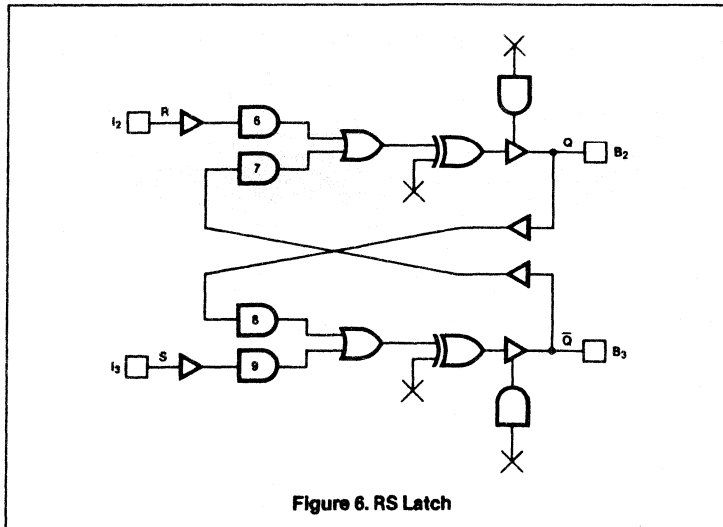 I₂ R 6
7
Q B₂
8
I₃ S 9
Q̅ B₃
Figure 6. RS Latch